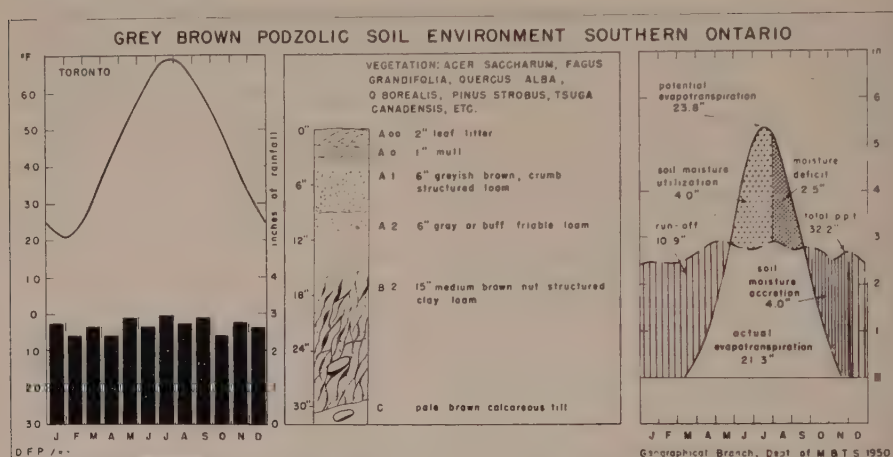 GREY BROWN PODZOLIC SOIL ENVIRONMENT SOUTHERN ONTARIO
°F
TORONTO
60
50
40
30
20
10
0
10
20
30
J F M A M J J A S O N D
inches of rainfall
5
4
3
2
1
0
DFP
VEGETATION: ACER SACCHARUM, FAGUS
GRANDIFOLIA, QUERCUS ALBA,
Q BOREALIS, PINUS STROBUS, TSUGA
CANADENSIS, ETC.
0"
6"
12"
18"
24"
30"
A oo 2" leaf litter
A o 1" mull
A 1 6" greyish brown, crumb
structured loam
A 2 6" gray or buff friable loam
B 2 15" medium brown nut structured
clay loam
C pale brown calcareous till
potential
evapotranspiration
23.8"
soil moisture
utilization
4.0"
moisture
deficit
2.5"
run-off
10.9"
total p.p.t.
32.2"
soil
moisture
accretion
4.0"
actual
evapotranspiration
21.3"
in
6
5
4
3
2
1
J F M A M J J A S O N D
Geographical Branch, Dept of M B T S 1950